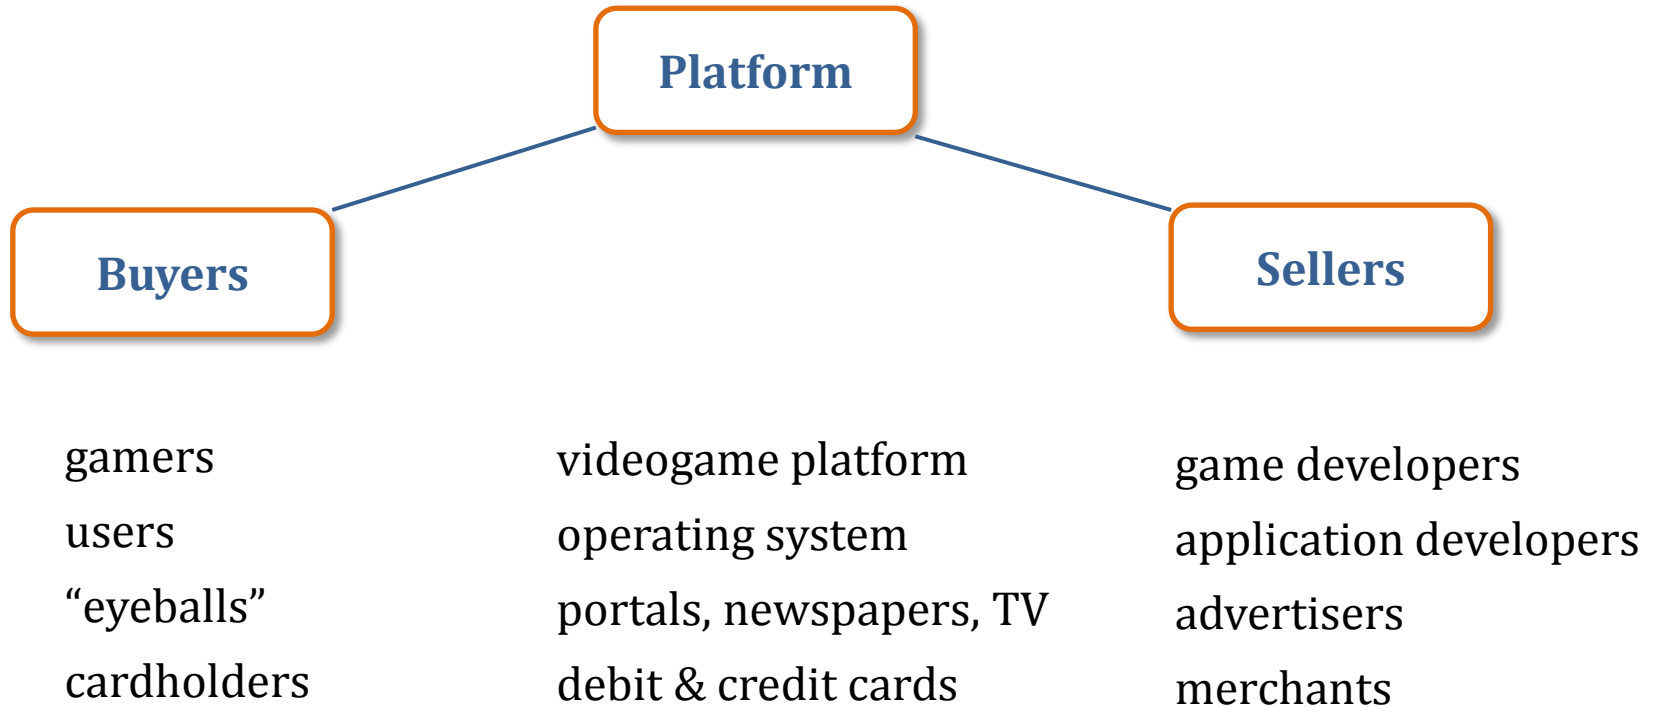 Platform
Buyers
Sellers
gamers
videogame platform
game developers
users
operating system
application developers
“eyeballs”
portals, newspapers, TV
advertisers
cardholders
debit & credit cards
merchants